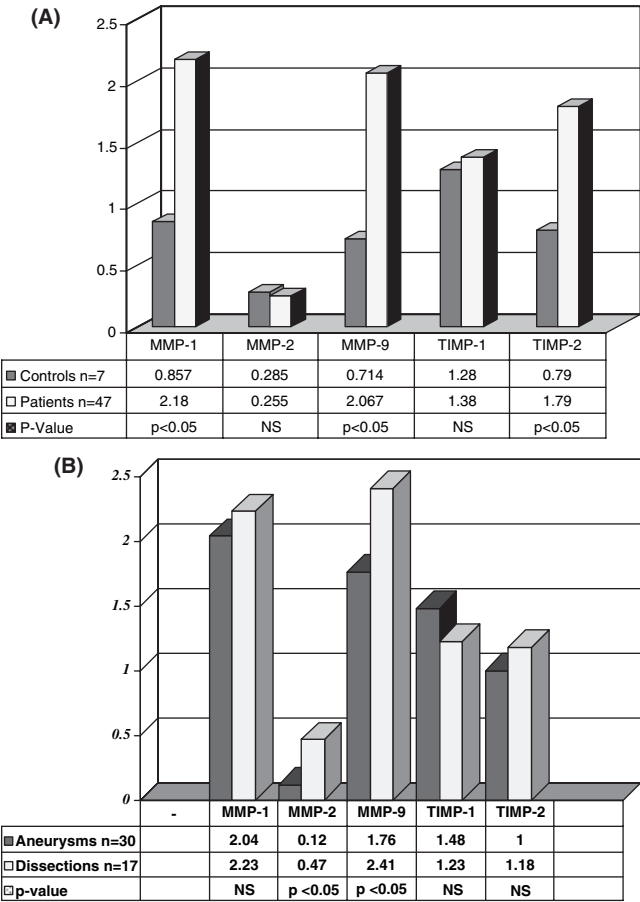 (A)
2.5
2
1.5
1
0.5
0
MMP-1 MMP-2 MMP-9 TIMP-1 TIMP-2
Controls n=7 0.857 0.285 0.714 1.28 0.79
Patients n=47 2.18 0.255 2.067 1.38 1.79
P-Value p<0.05 NS p<0.05 NS p<0.05
(B)
2.5
2
1.5
1
0.5
0
- MMP-1 MMP-2 MMP-9 TIMP-1 TIMP-2
Aneurysms n=30 2.04 0.12 1.76 1.48 1
Dissections n=17 2.23 0.47 2.41 1.23 1.18
p-value NS p <0.05 p <0.05 NS NS